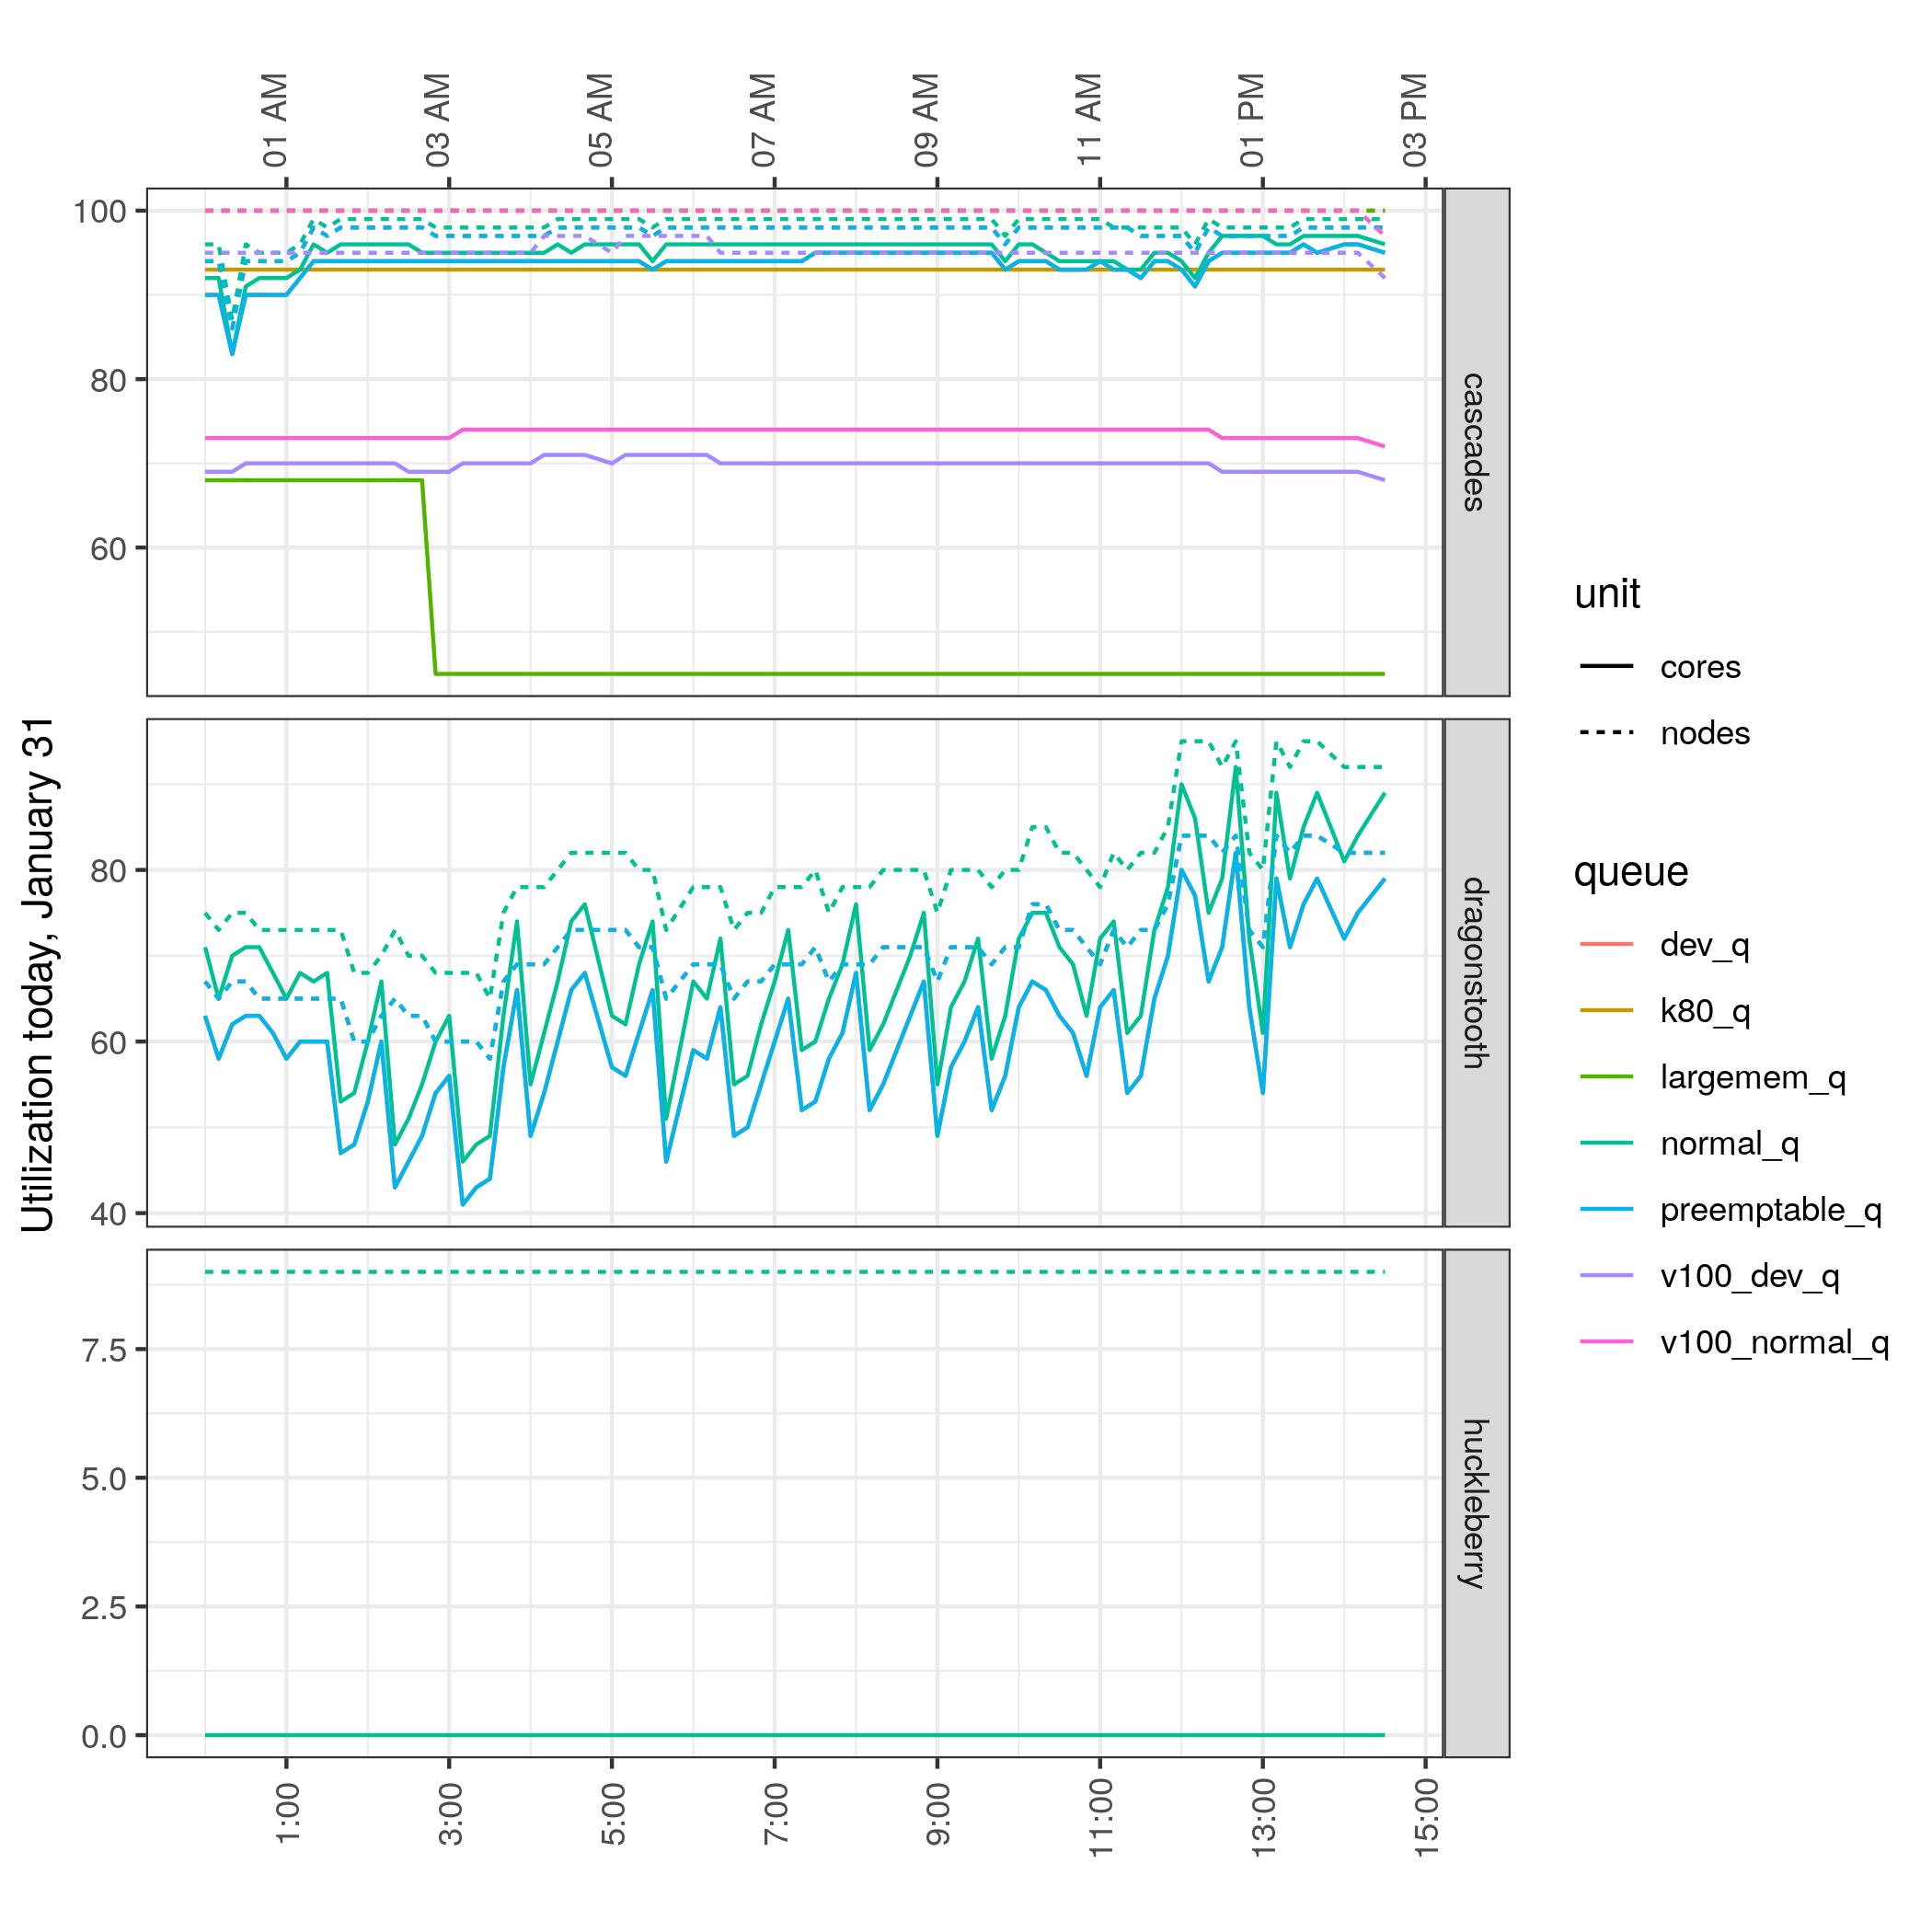 01 AM
03 AM
05 AM
07 AM
09 AM
11 AM
01 PM
03 PM
Utilization today, January 31
100
80
60
cascades
80
60
40
dragonstooth
7.5
5.0
2.5
0.0
huckleberry
1:00
3:00
5:00
7:00
9:00
11:00
13:00
15:00
unit
cores
nodes
queue
dev_q
k80_q
largemem_q
normal_q
preemptable_q
v100_dev_q
v100_normal_q